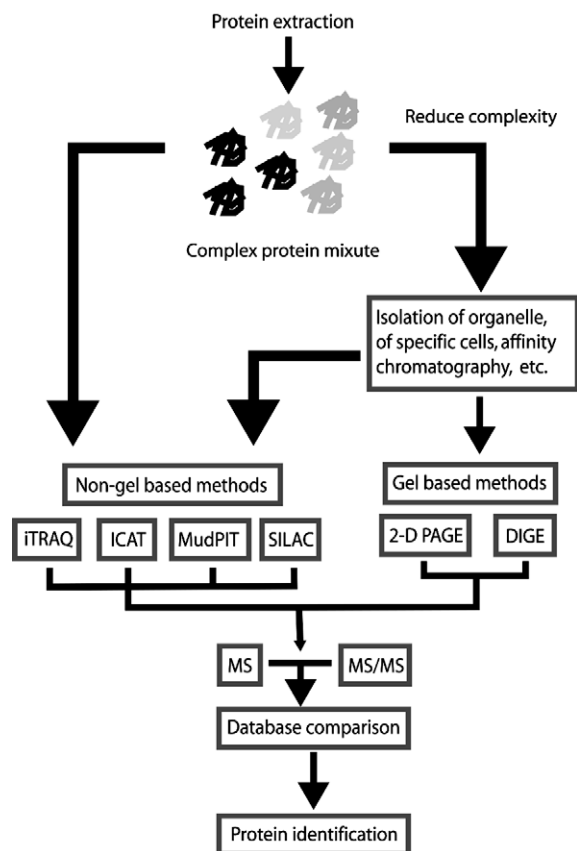 Protein extraction
Reduce complexity
Complex protein mixute
Isolation of organelle,
of specific cells, affinity
chromatography, etc.
Non-gel based methods
Gel based methods
iTRAQ
ICAT
MudPIT
SILAC
2-D PAGE
DIGE
MS
MS/MS
Database comparison
Protein identification